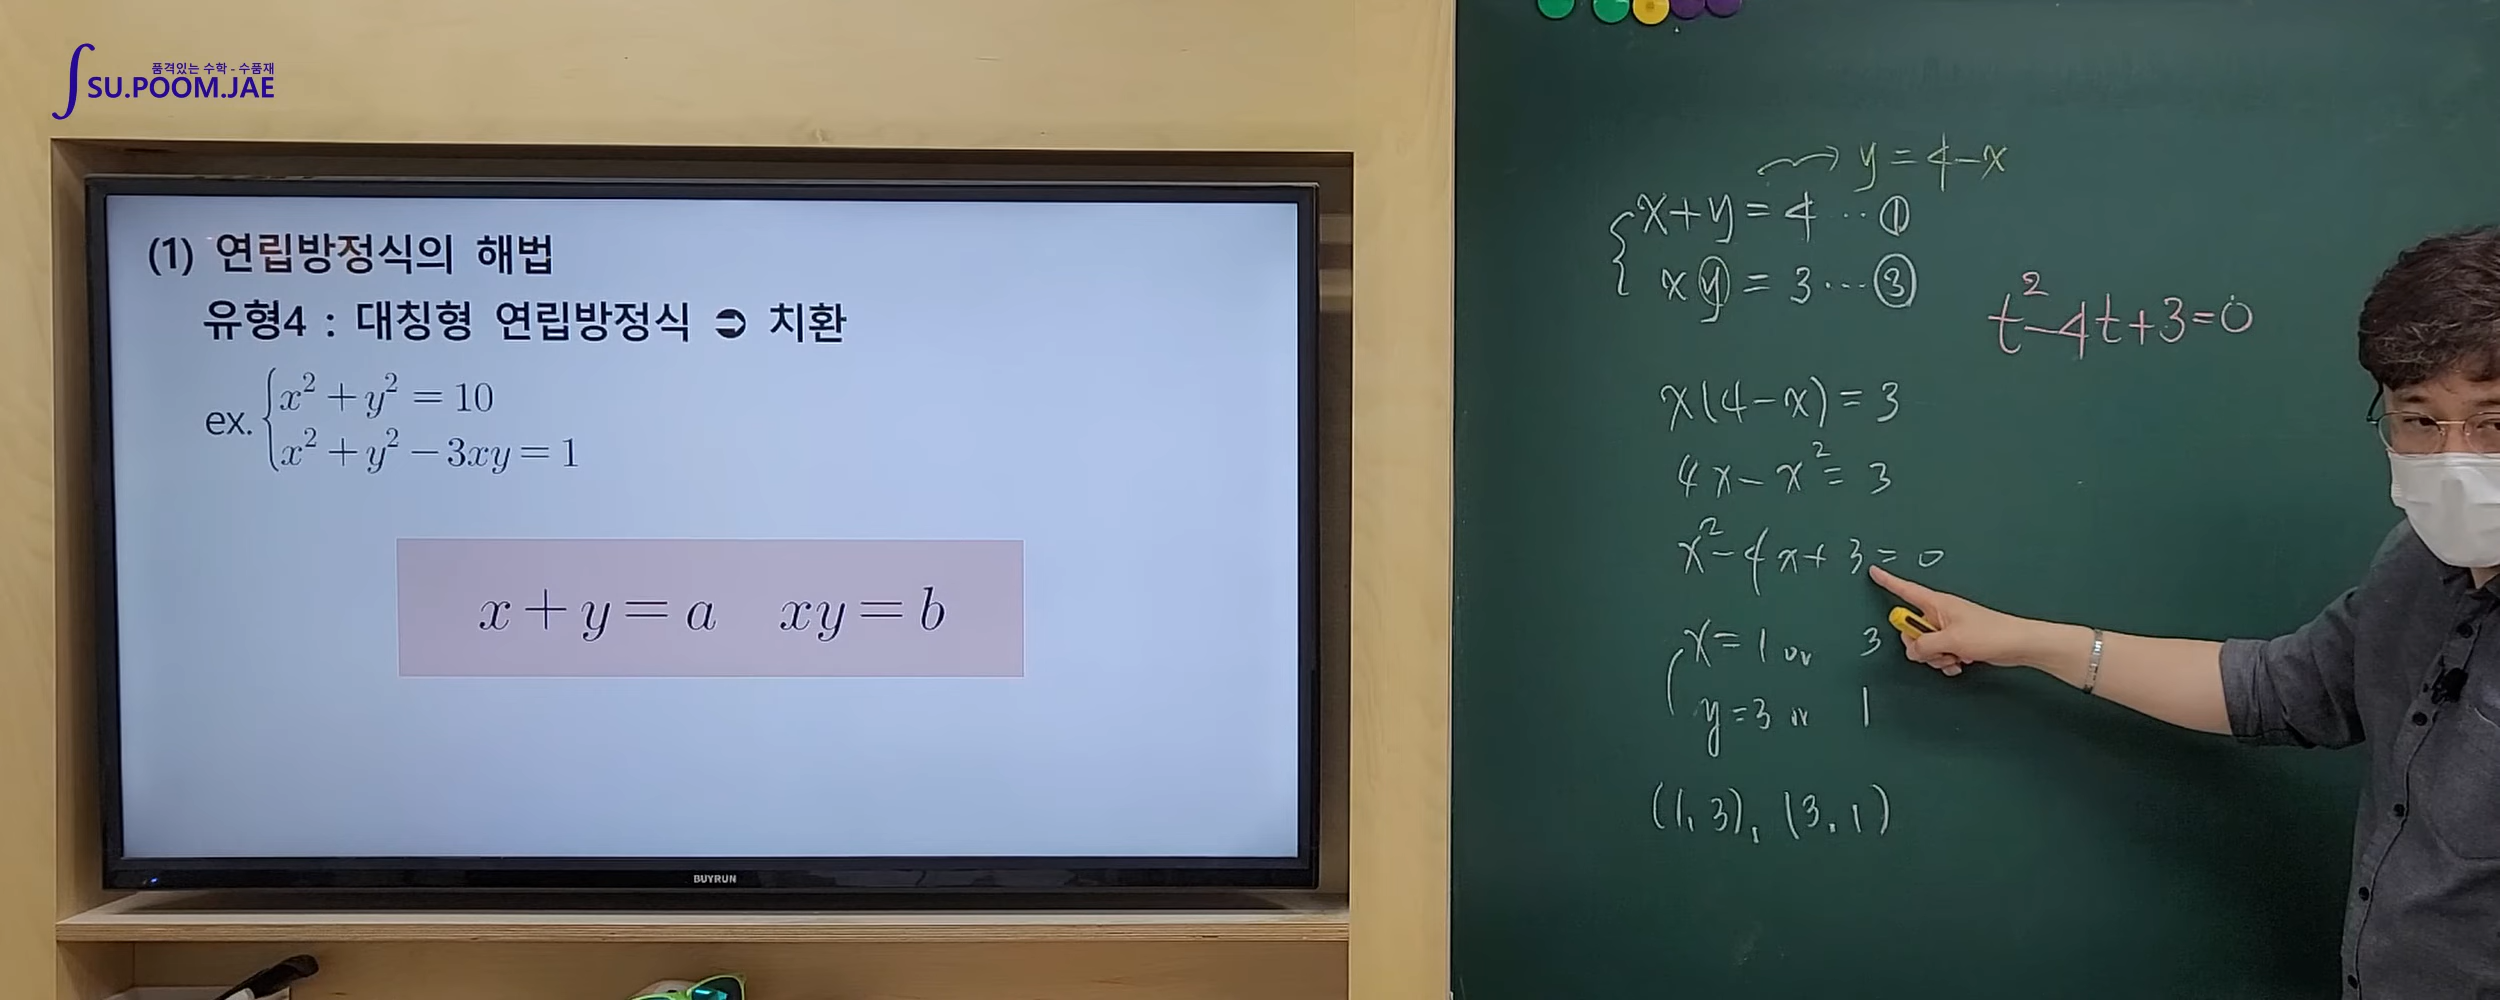 품격있는 수학 - 수품재
SU.POOM.JAE
(1) 연립방정식의 해법
유형4 : 대칭형 연립방정식 ⊃ 치환
ex. { x² + y² = 10
x² + y² - 3xy = 1
x + y = a xy = b
BUYRUN
y = 4 - x
{ x + y = 4 ·· ①
x y = 3 ··· ③
t² - 4t + 3 = 0
x(4 - x) = 3
4x - x² = 3
x² - 4x + 3 = 0
x = 1 or 3
y = 3 or 1
(1, 3), (3, 1)